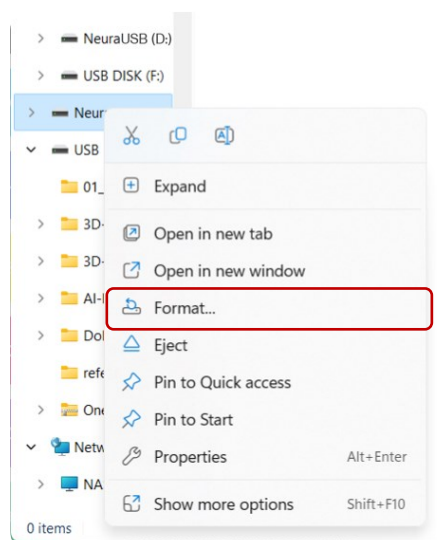 NeuraUSB (D:)
USB DISK (F:)
Neur
USB
01_
Expand
3D-
Open in new tab
3D-
Open in new window
AI-
Format...
Dol
Eject
refe
Pin to Quick access
One
Pin to Start
Netw
Properties Alt+Enter
NA
Show more options Shift+F10
0 items